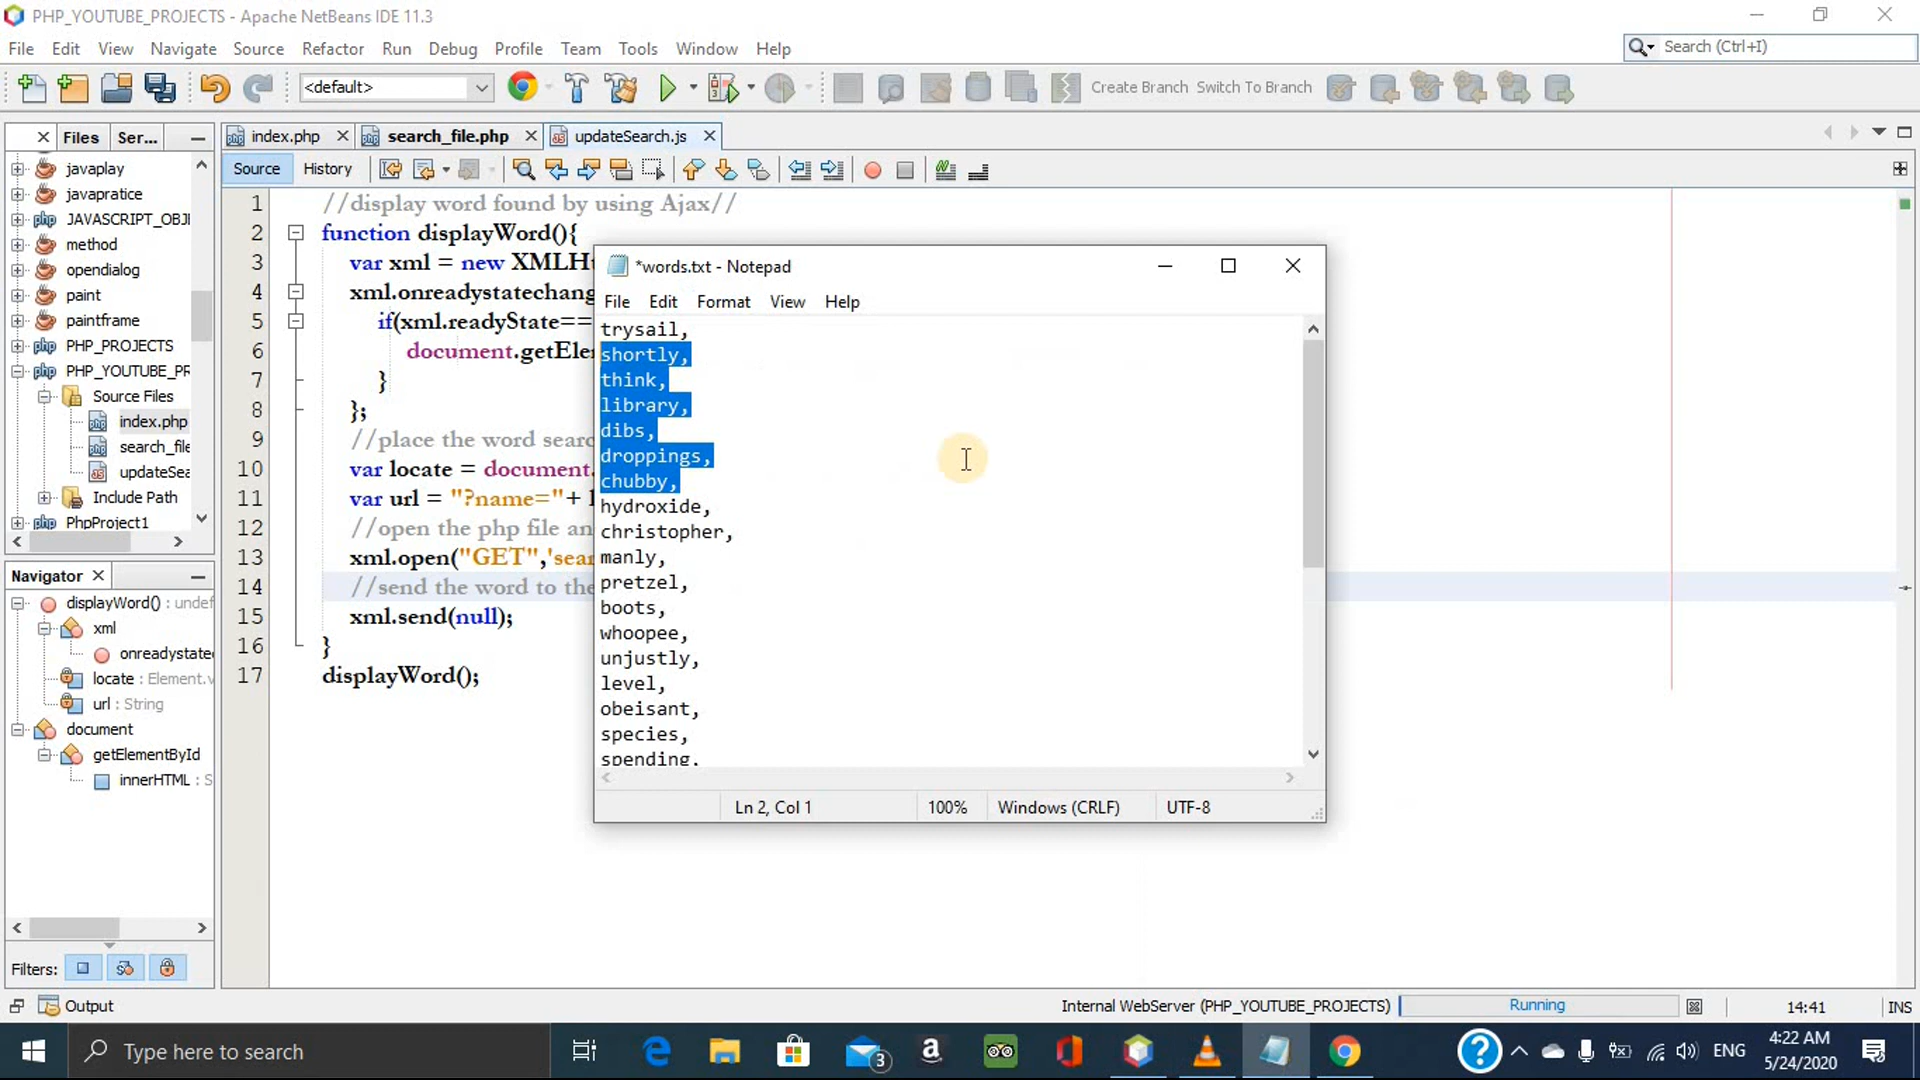 PHP_YOUTUBE_PROJECTS - Apache NetBeans IDE 11.3
File Edit View Navigate Source Refactor Run Debug Profile Team Tools Window Help
Search (Ctrl+I)
<default>
Create Branch Switch To Branch
Files Ser...
index.php search_file.php updateSearch.js
Source History
javaplay
javapratice
JAVASCRIPT_OBJ
method
opendialog
paint
paintframe
PHP_PROJECTS
PHP_YOUTUBE_PR
Source Files
index.php
search_file
updateSea
Include Path
PhpProject1
Navigator
displayWord() : undef
xml
onreadystate
locate : Element.v
url : String
document
getElementById
innerHTML : S
Filters:
1 //display word found by using Ajax//
2 function displayWord(){
3 var xml = new XMLHt
4 xml.onreadystatechang
5 if(xml.readyState==
6 document.getEle
7 }
8 };
9 //place the word searc
10 var locate = document.
11 var url = "?name="+ l
12 //open the php file an
13 xml.open("GET",'sear
14 //send the word to the
15 xml.send(null);
16 }
17 displayWord();
*words.txt - Notepad
File Edit Format View Help
trysail,
shortly,
think,
library,
dibs,
droppings,
chubby,
hydroxide,
christopher,
manly,
pretzel,
boots,
whoopee,
unjustly,
level,
obeisant,
species,
spending,
Ln 2, Col 1 100% Windows (CRLF) UTF-8
Output
Internal WebServer (PHP_YOUTUBE_PROJECTS) Running 14:41 INS
Type here to search
3
ENG
4:22 AM
5/24/2020